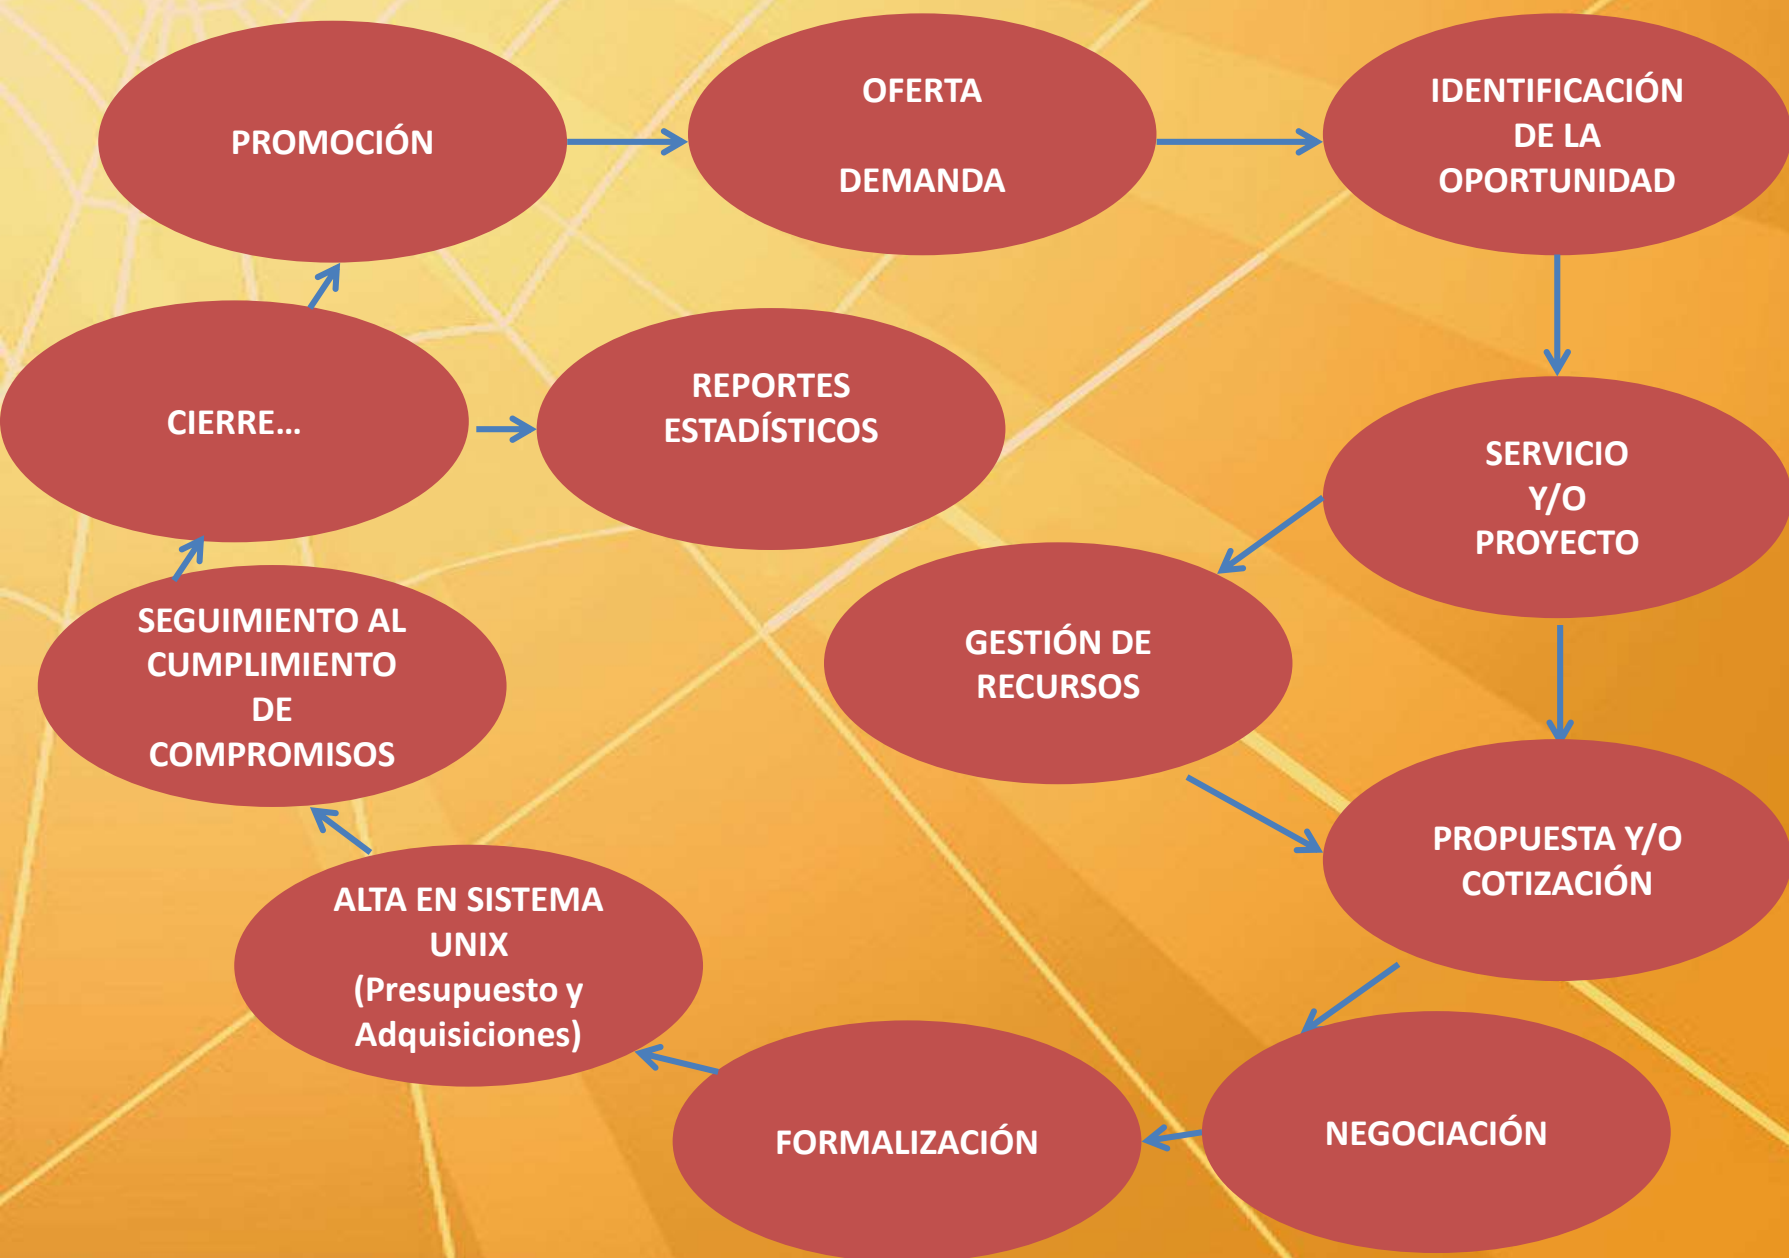 PROMOCIÓN
OFERTA
DEMANDA
IDENTIFICACIÓN
DE LA
OPORTUNIDAD
SERVICIO
Y/O
PROYECTO
GESTIÓN DE
RECURSOS
PROPUESTA Y/O
COTIZACIÓN
NEGOCIACIÓN
FORMALIZACIÓN
ALTA EN SISTEMA
UNIX
(Presupuesto y
Adquisiciones)
SEGUIMIENTO AL
CUMPLIMIENTO
DE
COMPROMISOS
CIERRE...
REPORTES
ESTADÍSTICOS